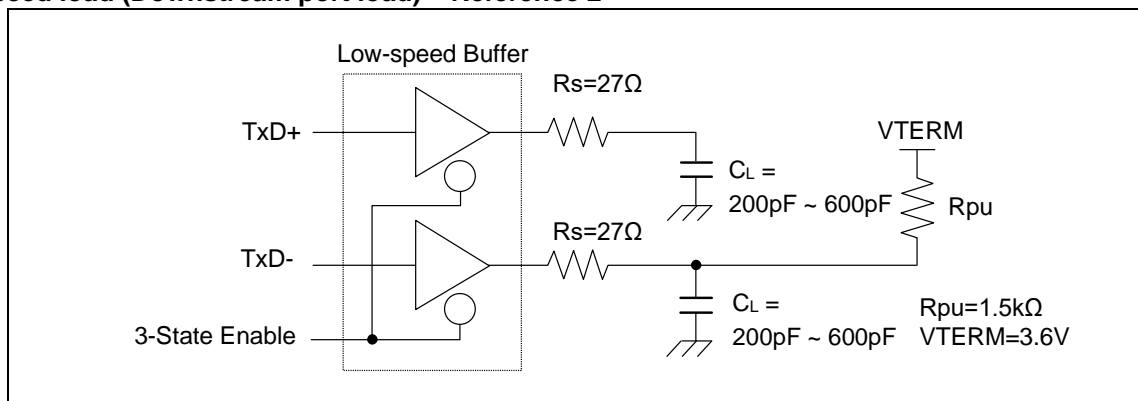 Low-speed Buffer
Rs=27Ω
TxD+
VTERM
CL =
200pF ~ 600pF
Rpu
Rs=27Ω
TxD-
CL =
200pF ~ 600pF
Rpu=1.5kΩ
VTERM=3.6V
3-State Enable